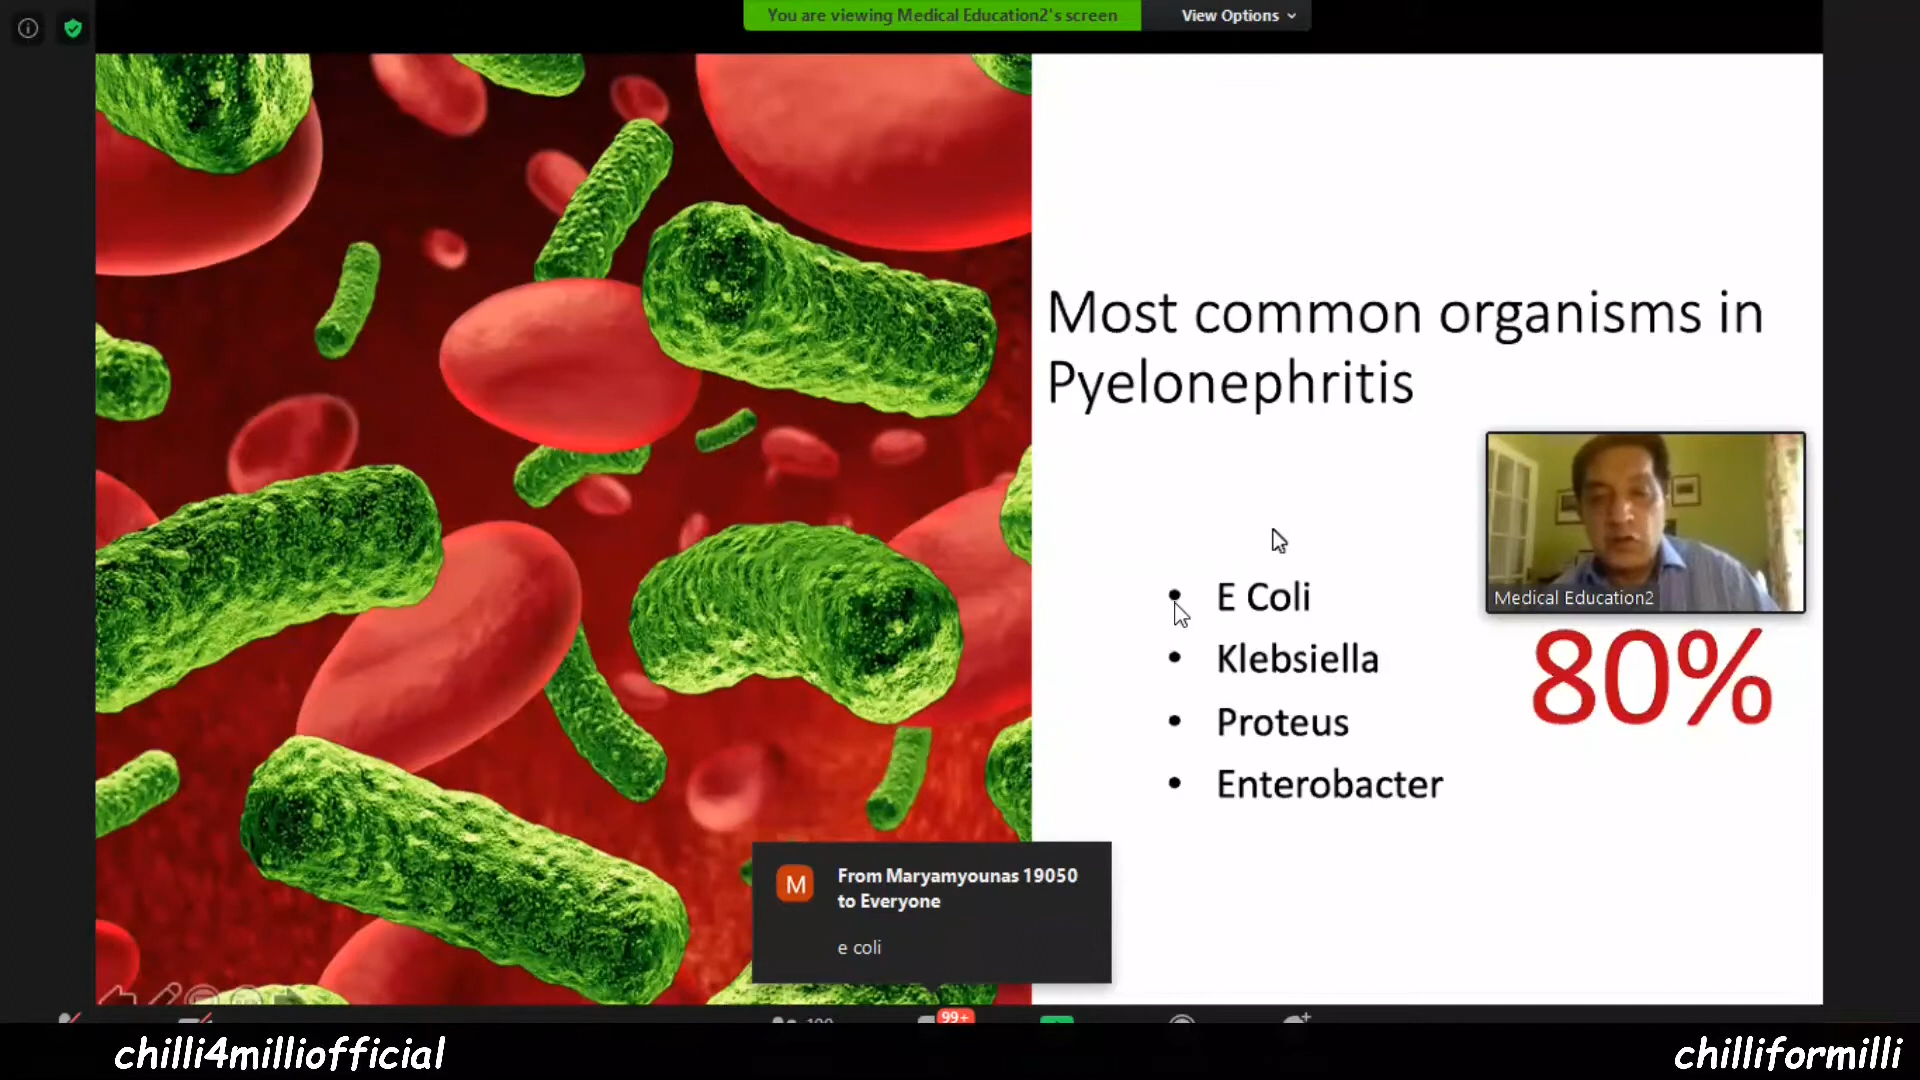 You are viewing Medical Education2's screen
View Options
Most common organisms in
Pyelonephritis
• E Coli
• Klebsiella
• Proteus
• Enterobacter
Medical Education2
80%
M
From Maryamyounas 19050
to Everyone
e coli
99+
chilli4milliofficial
chilliformilli